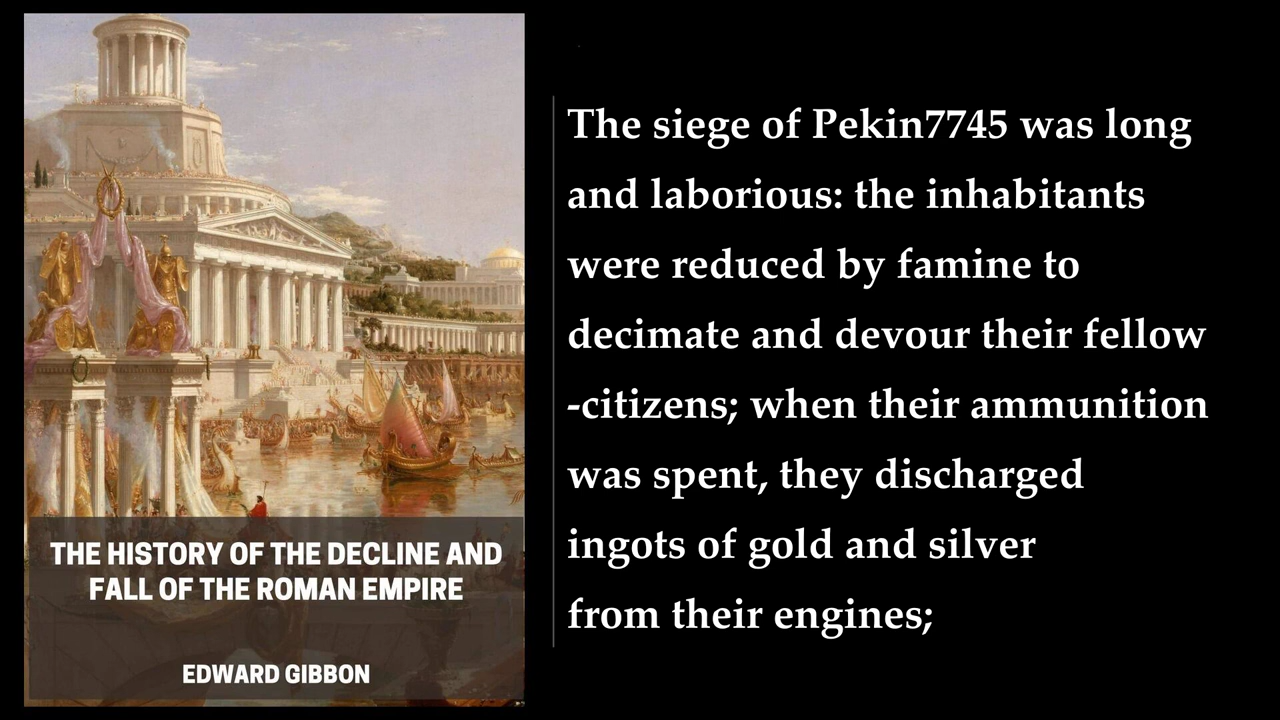 THE HISTORY OF THE DECLINE AND
FALL OF THE ROMAN EMPIRE
EDWARD GIBBON
The siege of Pekin7745 was long
and laborious: the inhabitants
were reduced by famine to
decimate and devour their fellow
-citizens; when their ammunition
was spent, they discharged
ingots of gold and silver
from their engines;